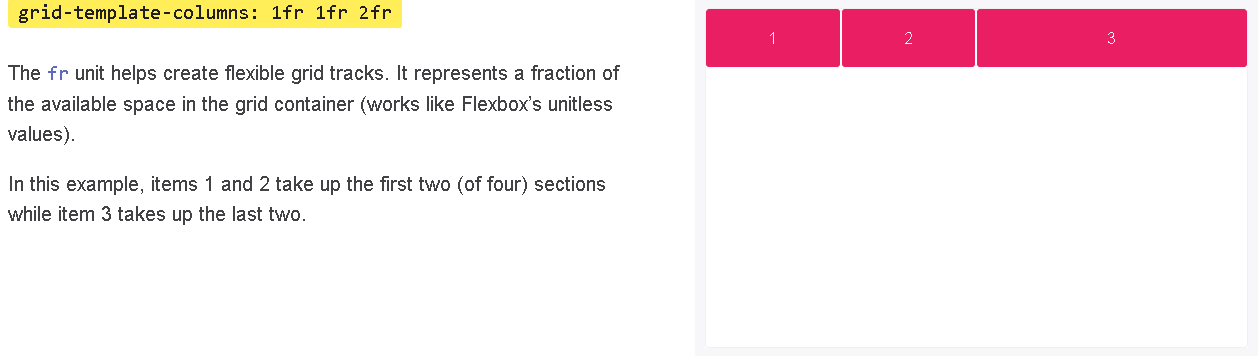 grid-template-columns: 1fr 1fr 2fr
The fr unit helps create flexible grid tracks. It represents a fraction of
the available space in the grid container (works like Flexbox’s unitless
values).
In this example, items 1 and 2 take up the first two (of four) sections
while item 3 takes up the last two.
1 2 3